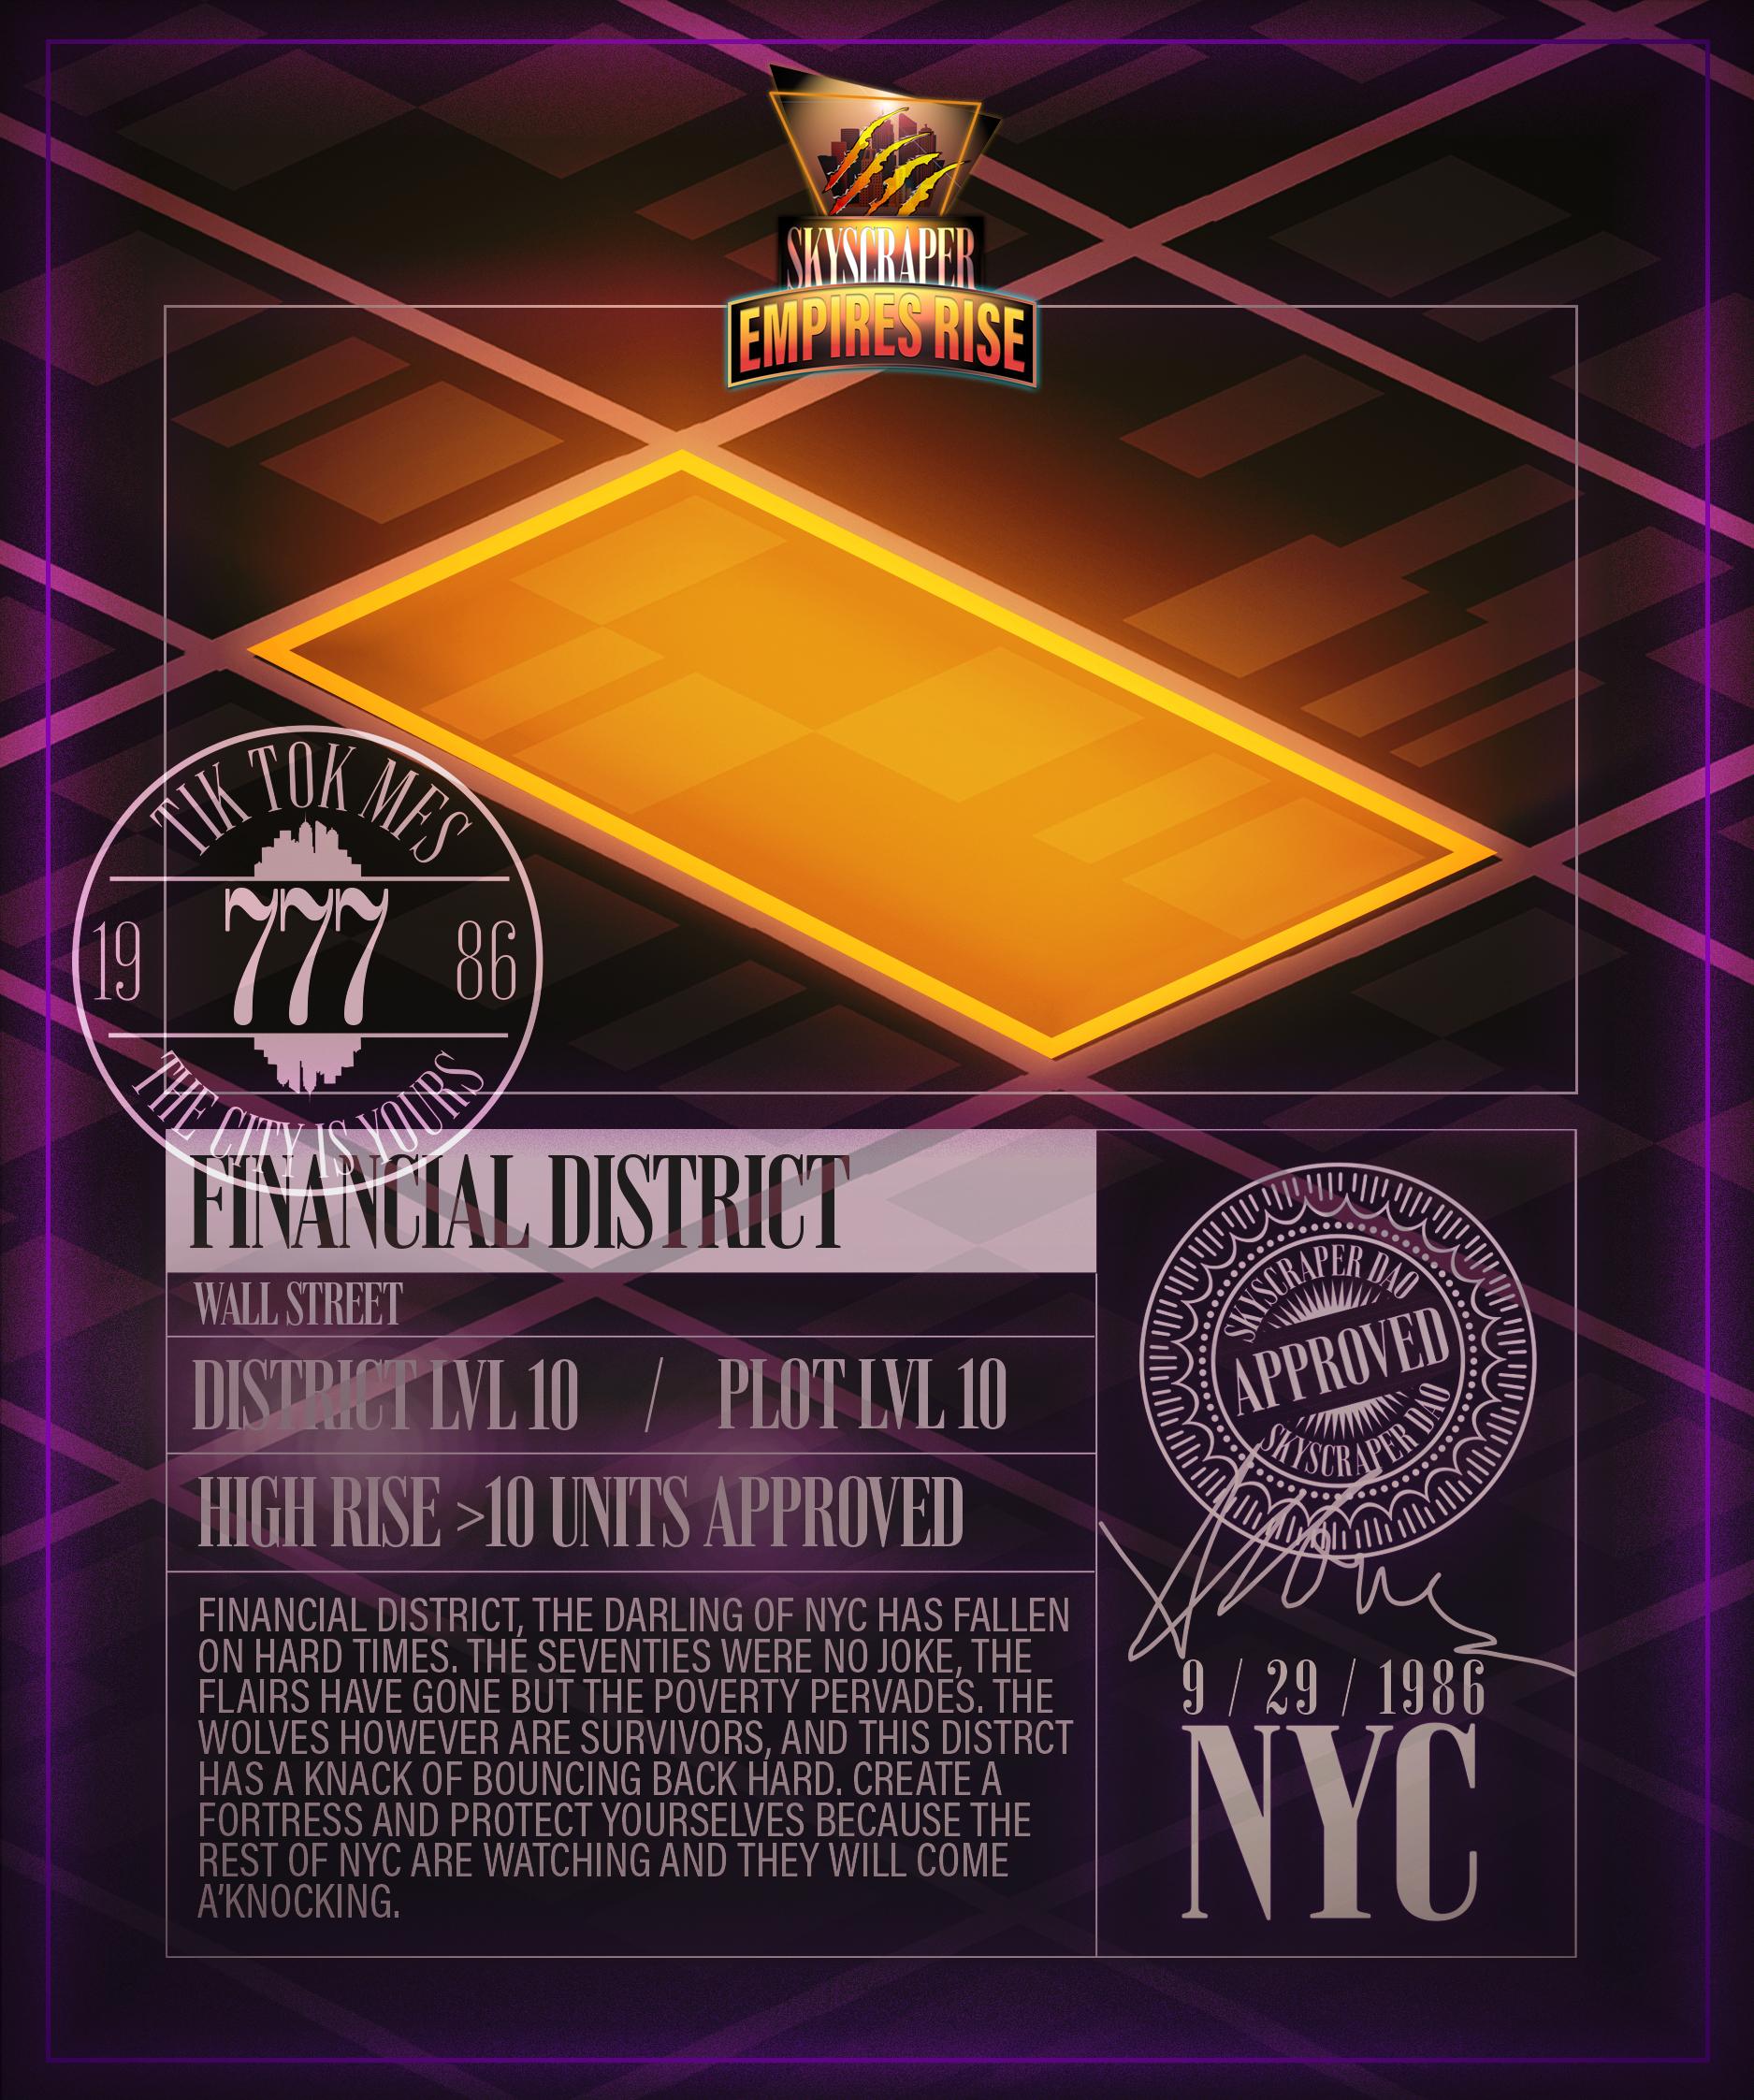 SKYSCRAPER
EMPIRES RISE
TIK TOK MFS
19 777 86
THE CITY IS YOURS
FINANCIAL DISTRICT
WALL STREET
DISTRICT LVL 10 / PLOT LVL 10
HIGH RISE >10 UNITS APPROVED
FINANCIAL DISTRICT, THE DARLING OF NYC HAS FALLEN
ON HARD TIMES. THE SEVENTIES WERE NO JOKE, THE
FLAIRS HAVE GONE BUT THE POVERTY PERVADES. THE
WOLVES HOWEVER ARE SURVIVORS, AND THIS DISTRCT
HAS A KNACK OF BOUNCING BACK HARD. CREATE A
FORTRESS AND PROTECT YOURSELVES BECAUSE THE
REST OF NYC ARE WATCHING AND THEY WILL COME
A'KNOCKING.
SKYSCRAPER DAO
APPROVED
SKYSCRAPER DAO
9 / 29 / 1986
NYC